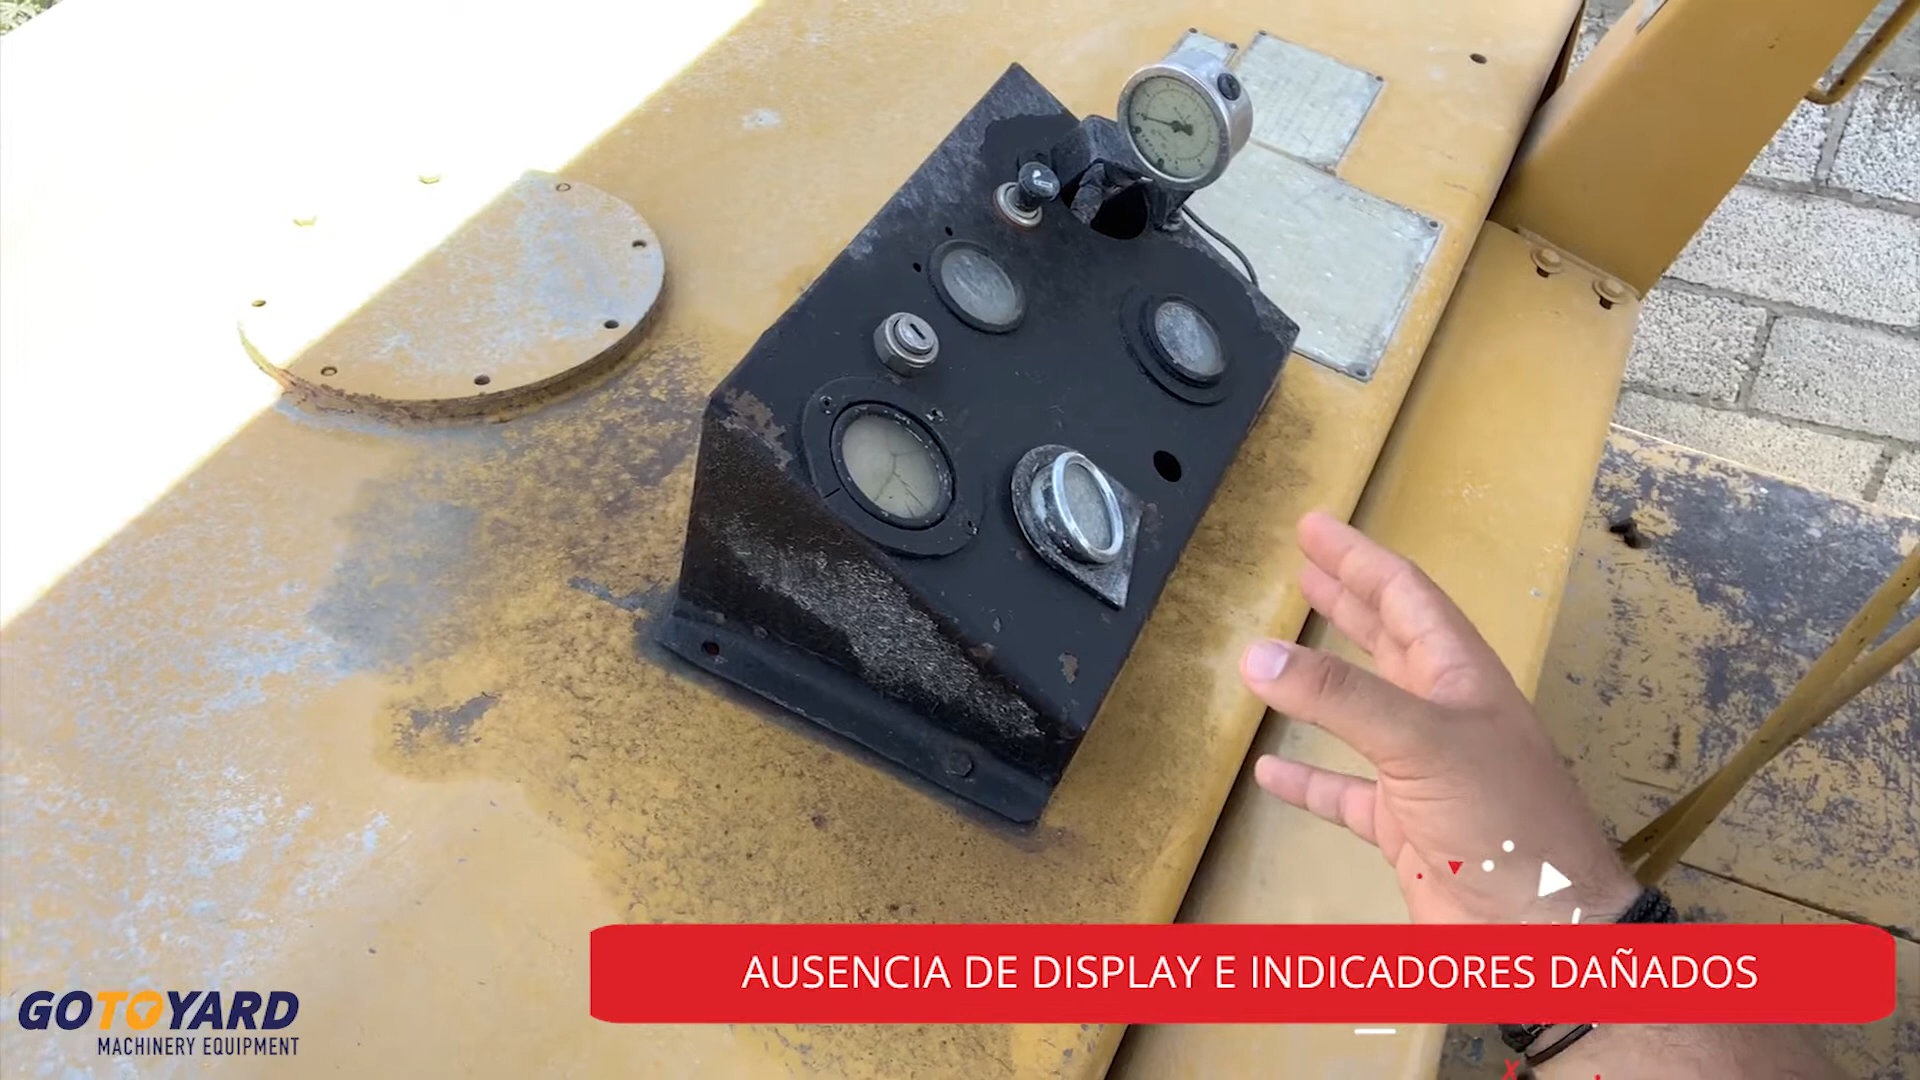 AUSENCIA DE DISPLAY E INDICADORES DAÑADOS
GOTOYARD
MACHINERY EQUIPMENT